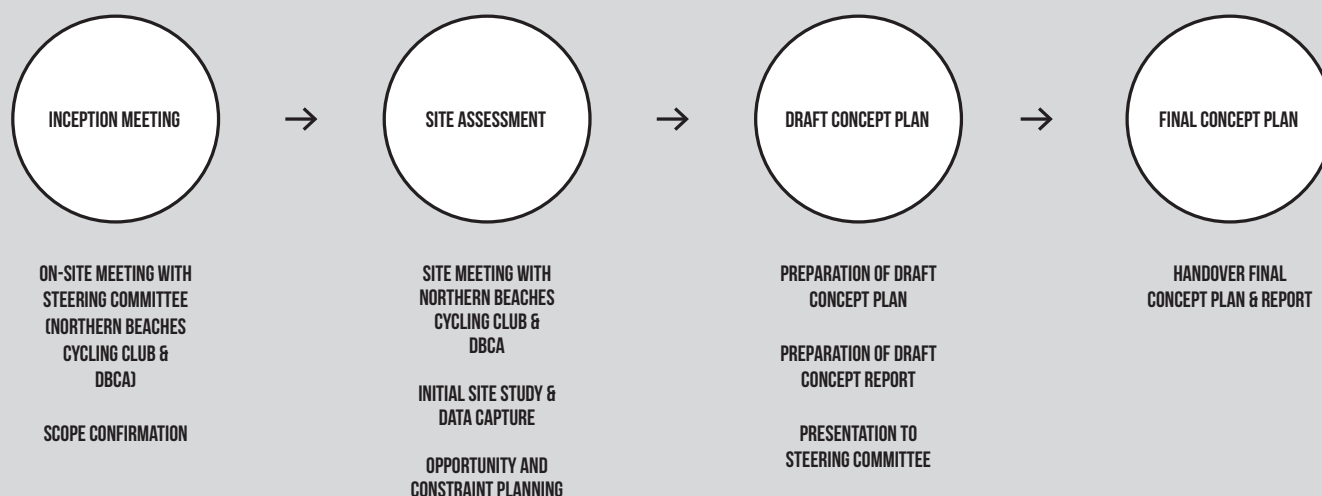 INCEPTION MEETING
SITE ASSESSMENT
DRAFT CONCEPT PLAN
FINAL CONCEPT PLAN
ON-SITE MEETING WITH
STEERING COMMITTEE
(NORTHERN BEACHES
CYCLING CLUB &
DBCA)
SCOPE CONFIRMATION
SITE MEETING WITH
NORTHERN BEACHES
CYCLING CLUB &
DBCA
INITIAL SITE STUDY &
DATA CAPTURE
OPPORTUNITY AND
CONSTRAINT PLANNING
PREPARATION OF DRAFT
CONCEPT PLAN
PREPARATION OF DRAFT
CONCEPT REPORT
PRESENTATION TO
STEERING COMMITTEE
HANDOVER FINAL
CONCEPT PLAN & REPORT